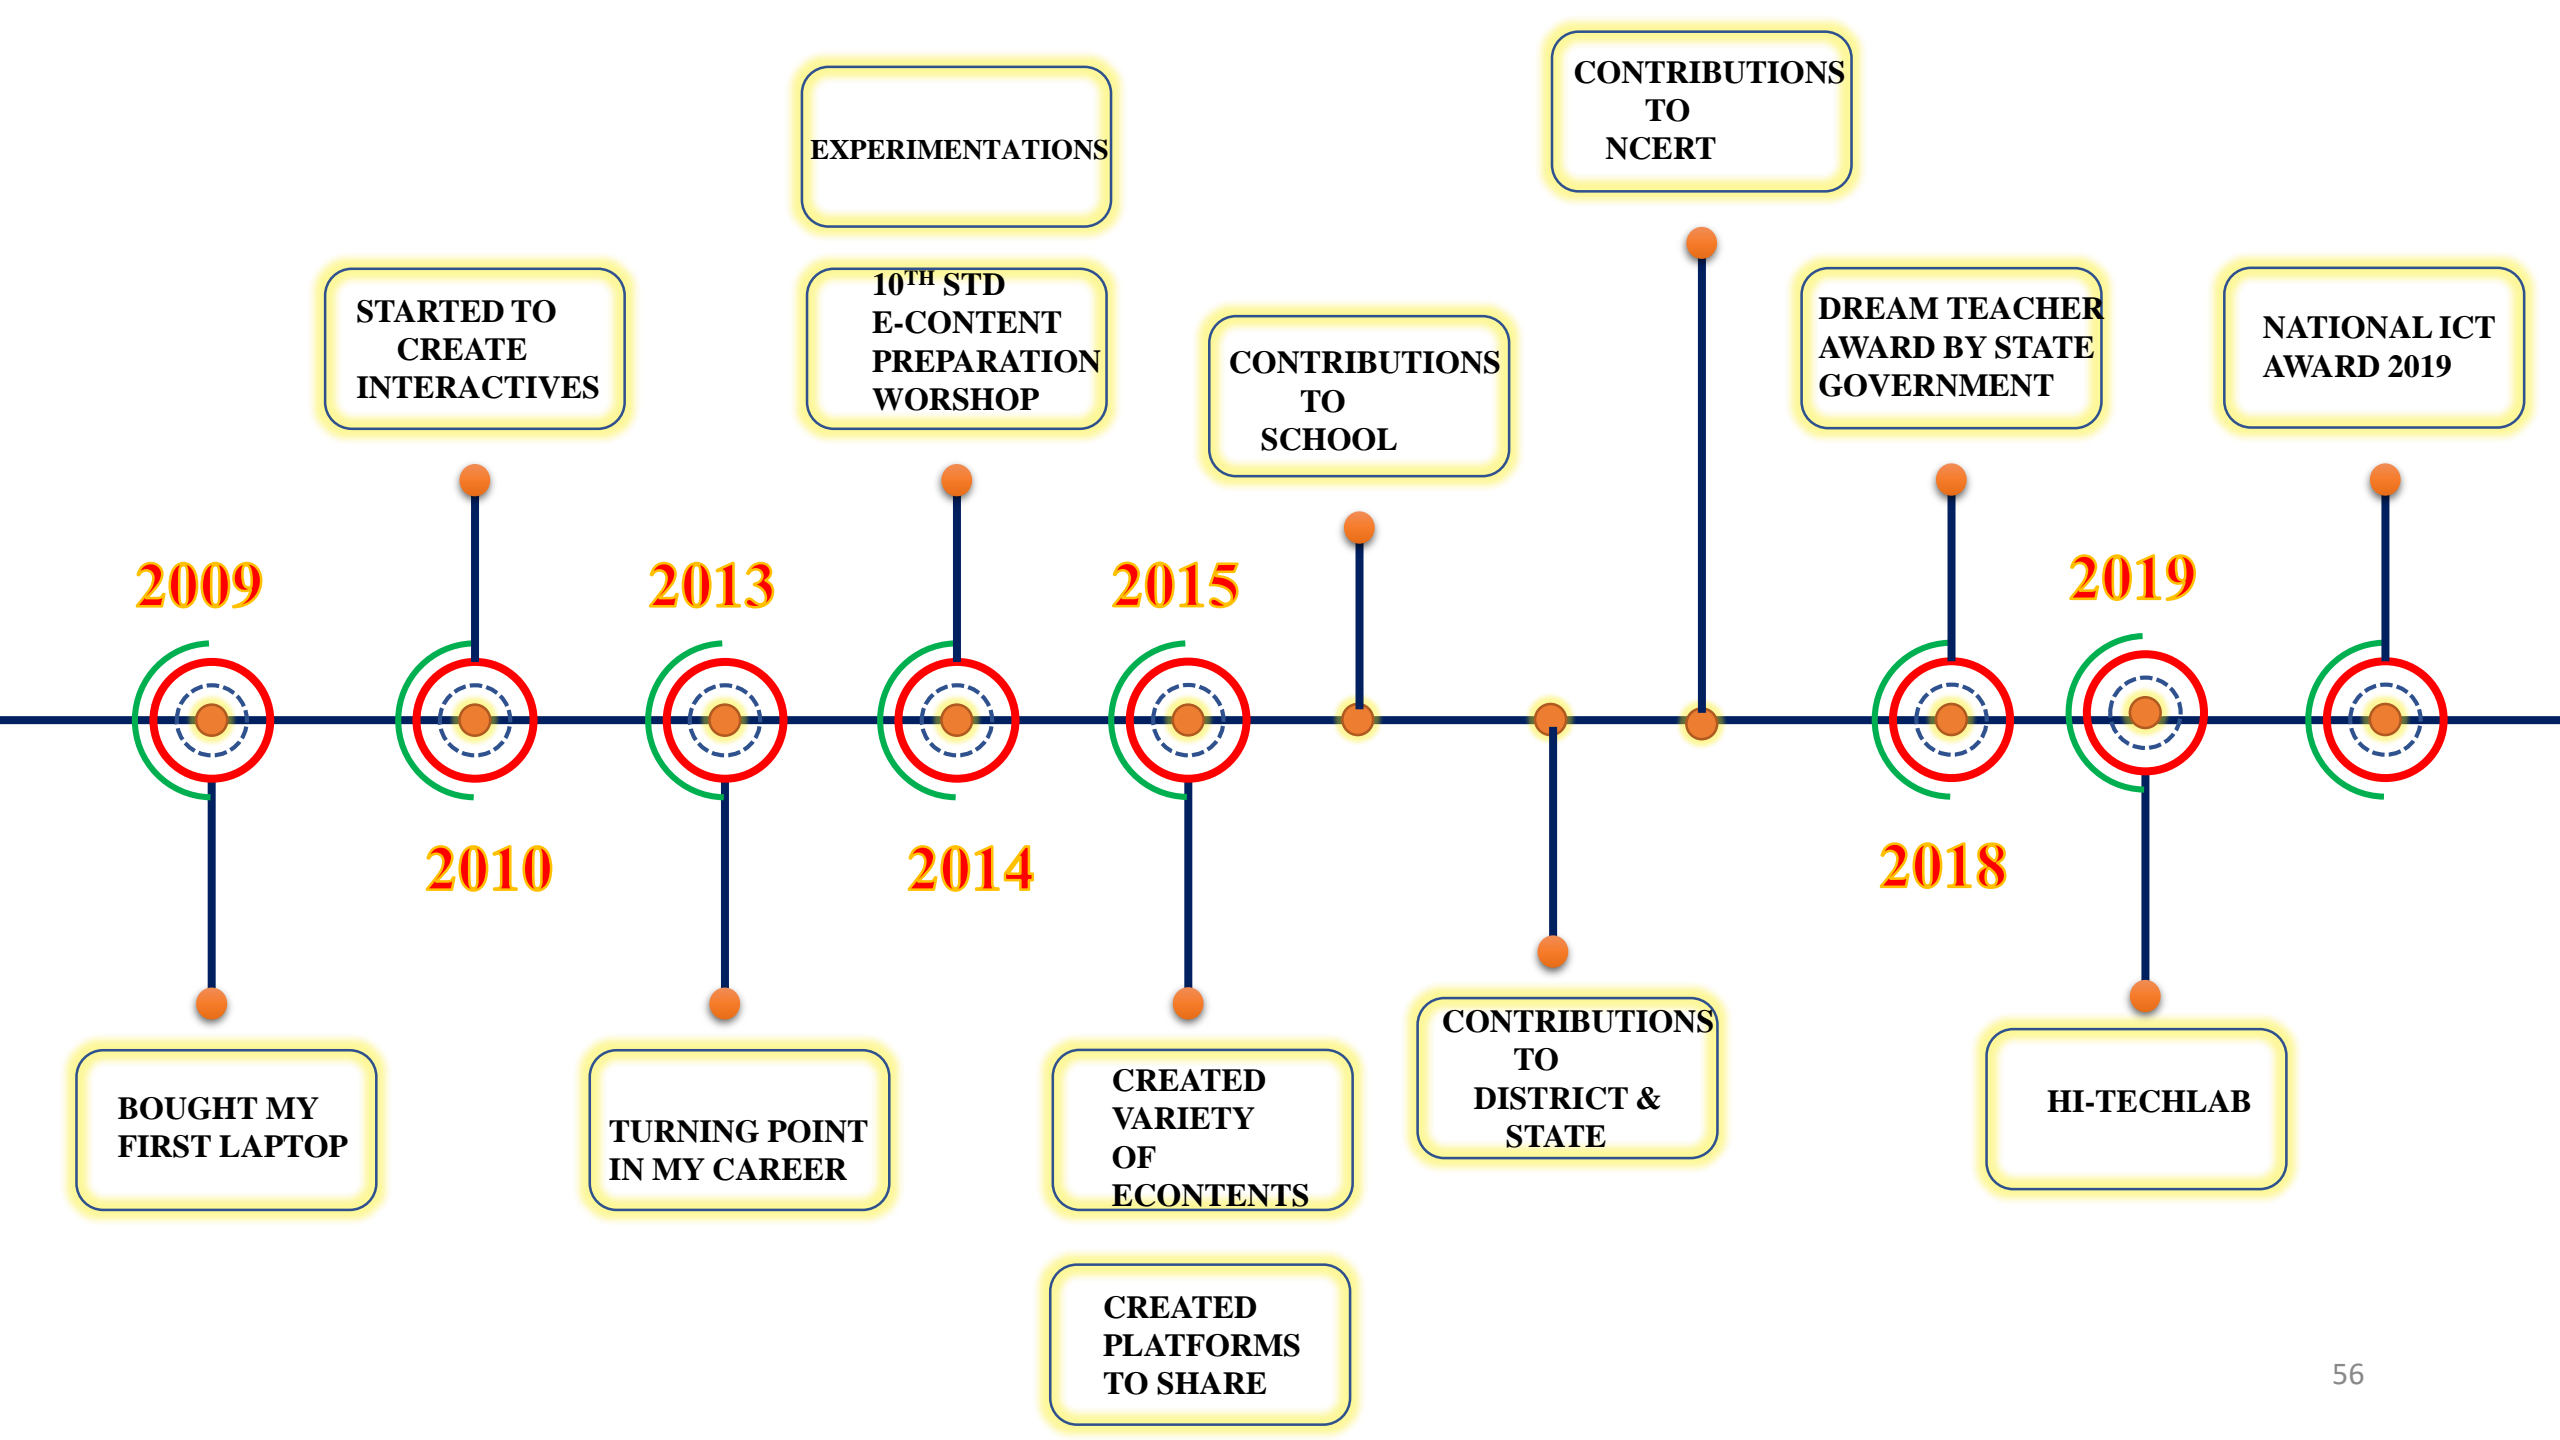 CONTRIBUTIONS
TO
NCERT
EXPERIMENTATIONS
STARTED TO
CREATE
INTERACTIVES
10TH STD
E-CONTENT
PREPARATION
WORSHOP
CONTRIBUTIONS
TO
SCHOOL
DREAM TEACHER
AWARD BY STATE
GOVERNMENT
NATIONAL ICT
AWARD 2019
2009
2013
2015
2019
2010
2014
2018
BOUGHT MY
FIRST LAPTOP
TURNING POINT
IN MY CAREER
CREATED
VARIETY
OF
ECONTENTS
CONTRIBUTIONS
TO
DISTRICT &
STATE
HI-TECHLAB
CREATED
PLATFORMS
TO SHARE
56